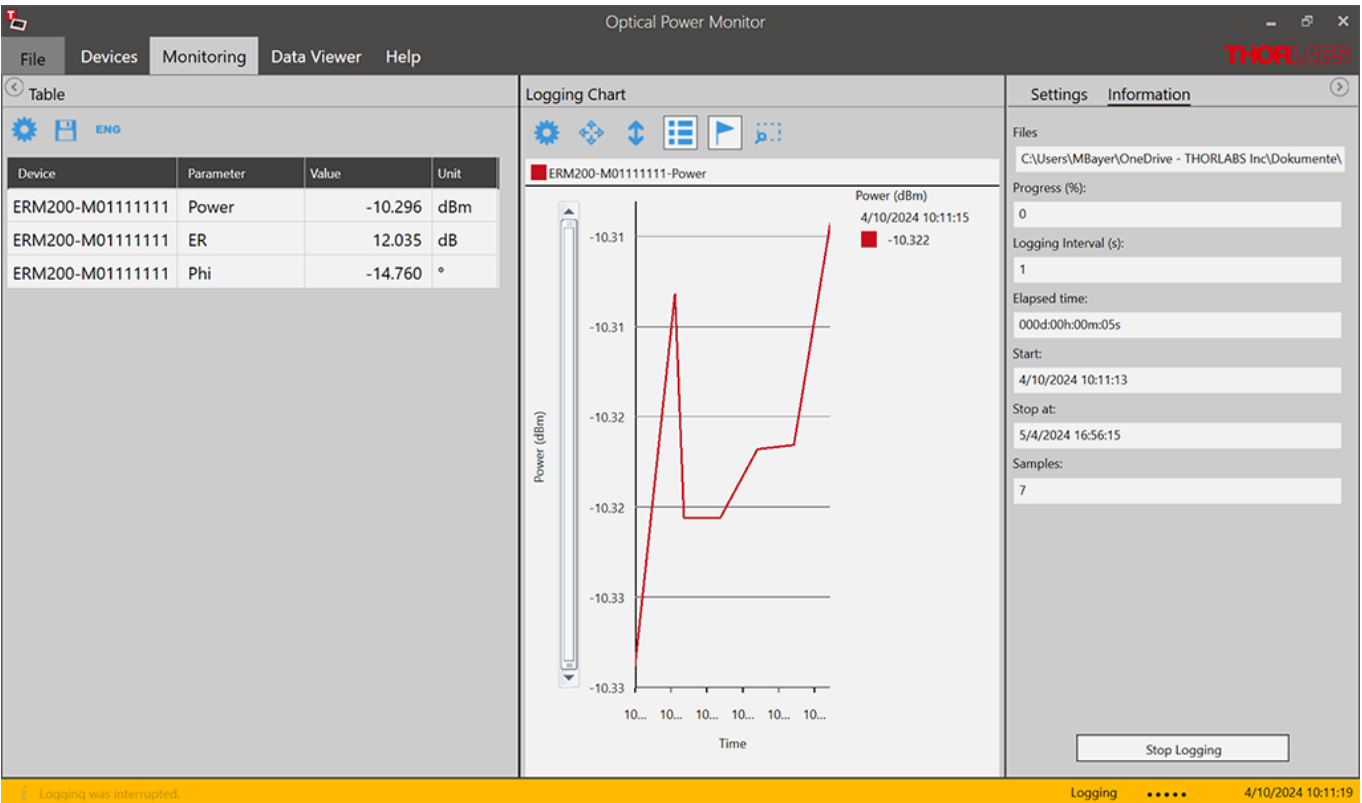 Optical Power Monitor
File Devices Monitoring Data Viewer Help
THORLABS
Table
ENG
Device Parameter Value Unit
ERM200-M01111111 Power -10.296 dBm
ERM200-M01111111 ER 12.035 dB
ERM200-M01111111 Phi -14.760 °
Logging Chart
ERM200-M01111111-Power
Power (dBm)
4/10/2024 10:11:15
-10.322
Power (dBm)
-10.31
-10.31
-10.32
-10.32
-10.33
-10.33
10... 10... 10... 10... 10... 10...
Time
Settings Information
Files
C:\Users\MBayer\OneDrive - THORLABS Inc\Dokumente\
Progress (%):
0
Logging Interval (s):
1
Elapsed time:
000d:00h:00m:05s
Start:
4/10/2024 10:11:13
Stop at:
5/4/2024 16:56:15
Samples:
7
Stop Logging
i Logging was interrupted.
Logging ••••• 4/10/2024 10:11:19